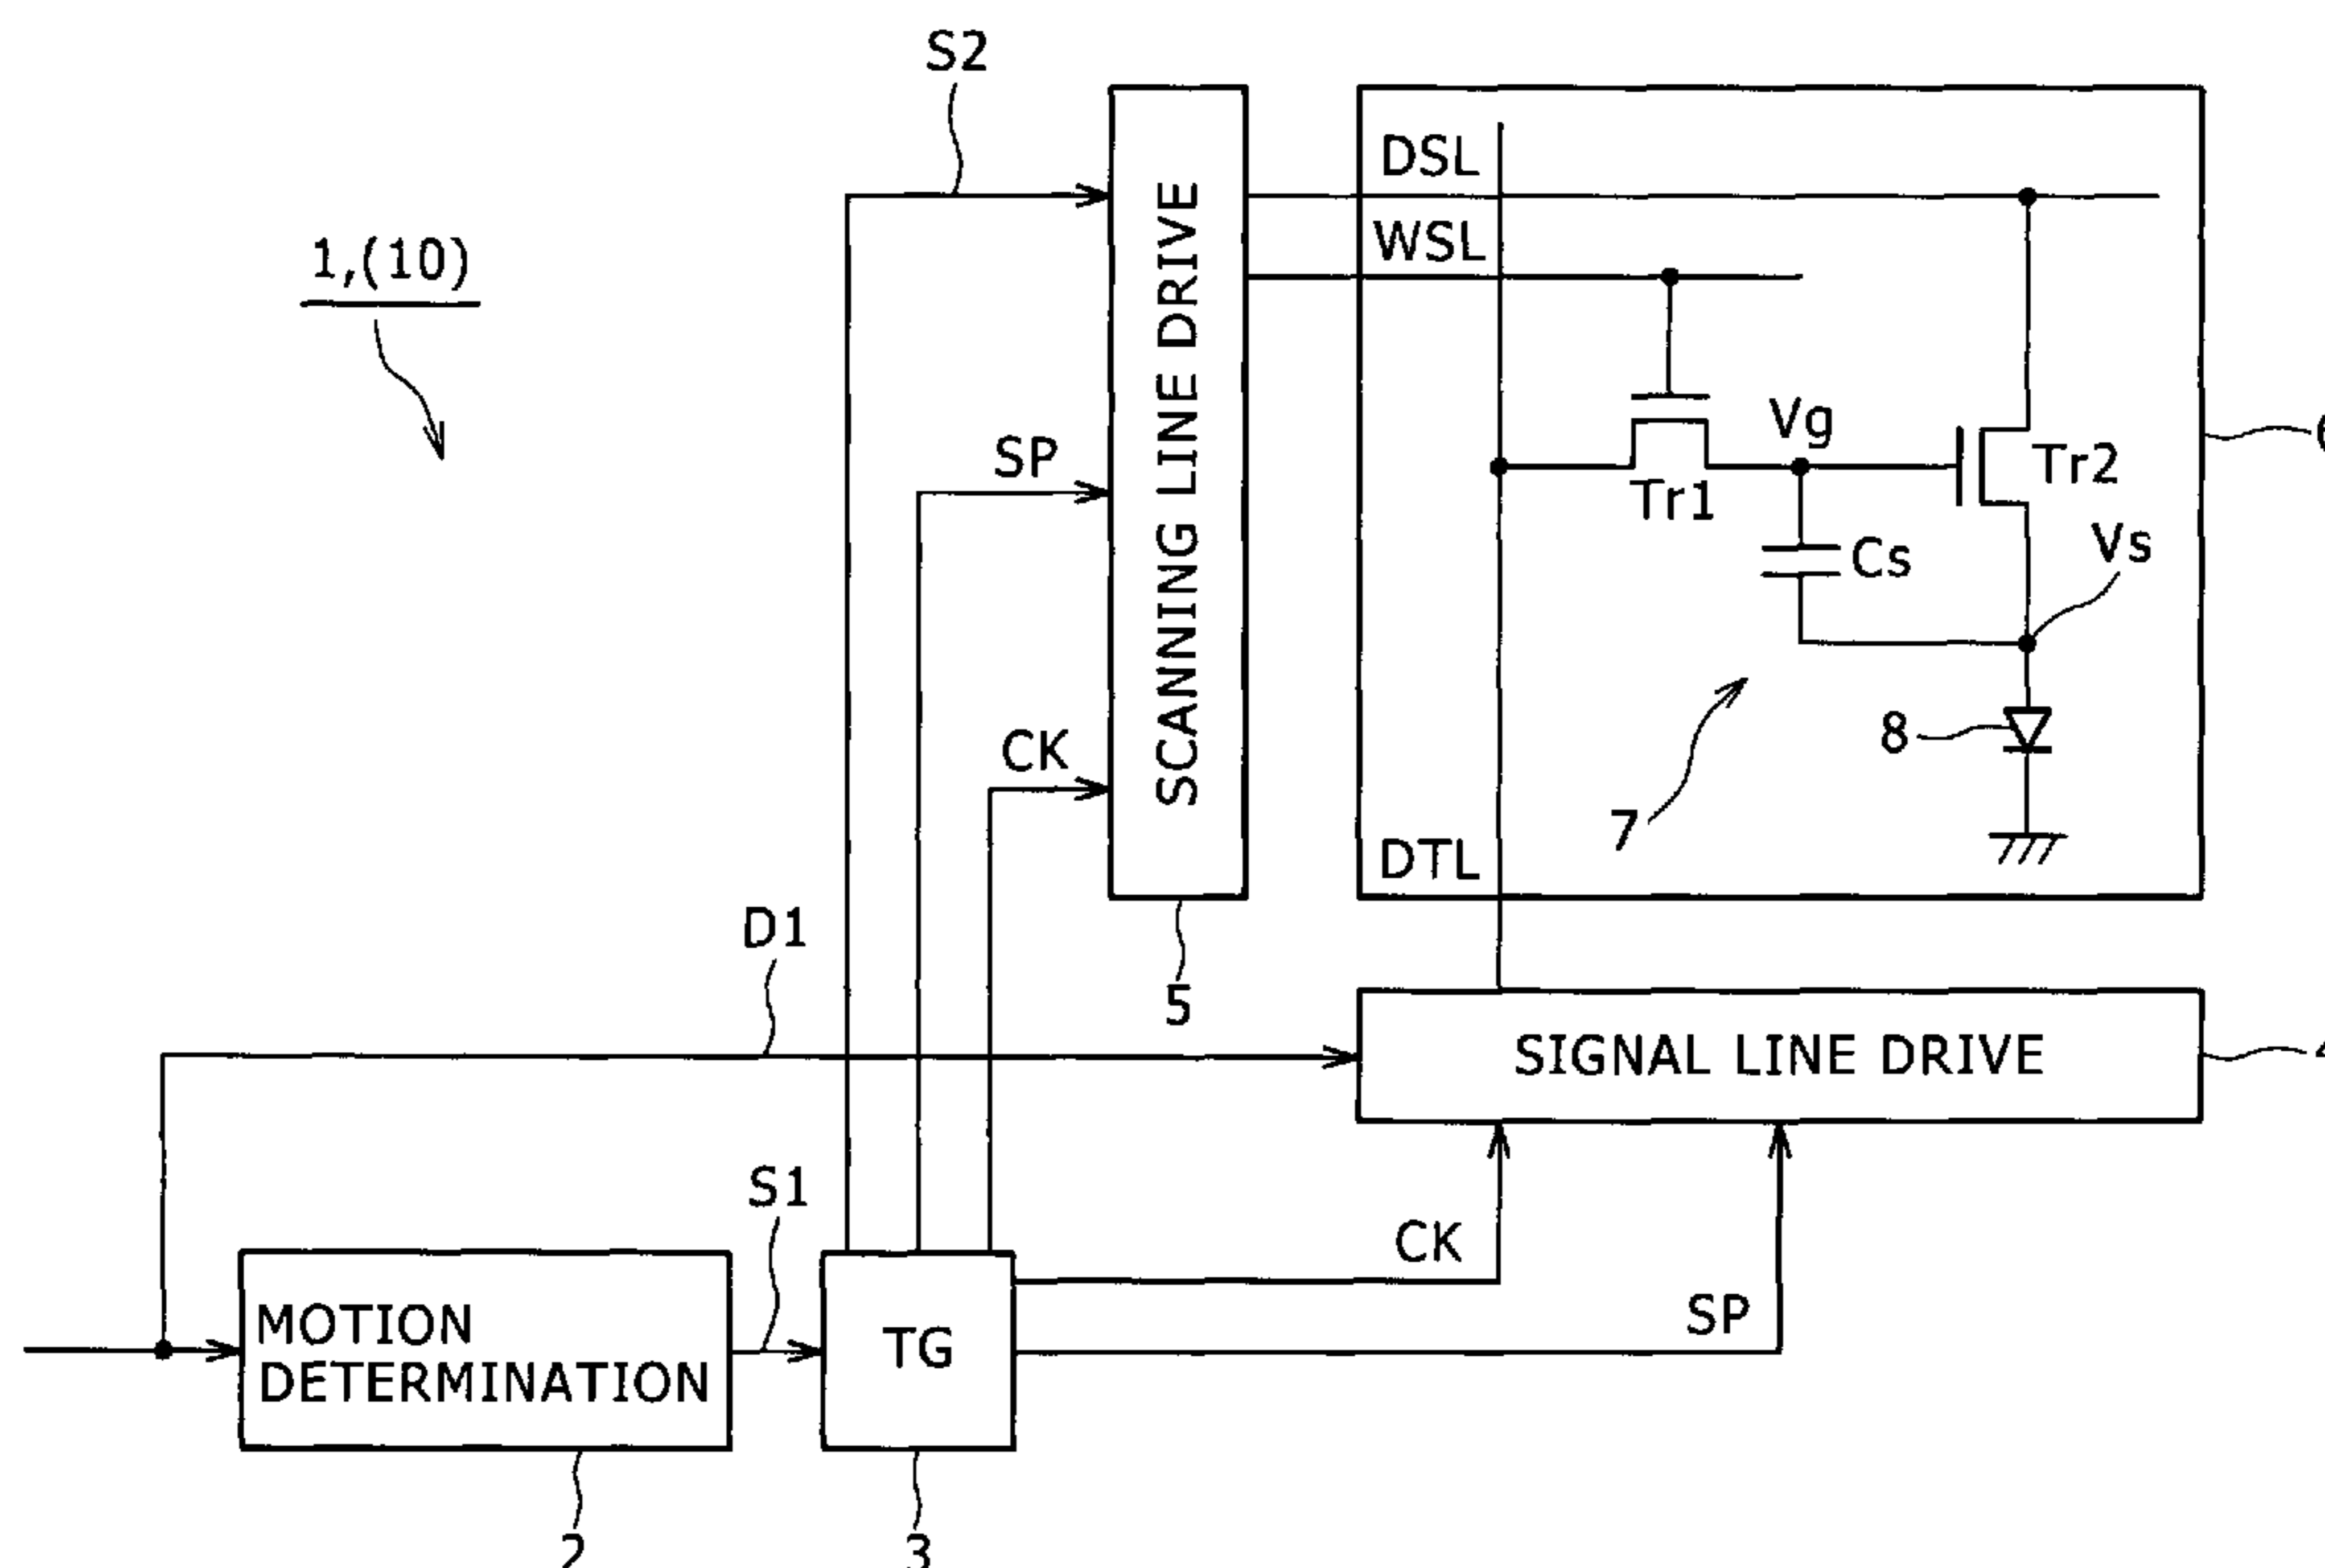 S2
DSL
WSL
1,(10)
SCANNING LINE DRIVE
SP
Vg
Tr1
Tr2
Cs
Vs
CK
8
7
DTL
D1
5
SIGNAL LINE DRIVE
S1
CK
SP
MOTION
DETERMINATION
TG
2
3